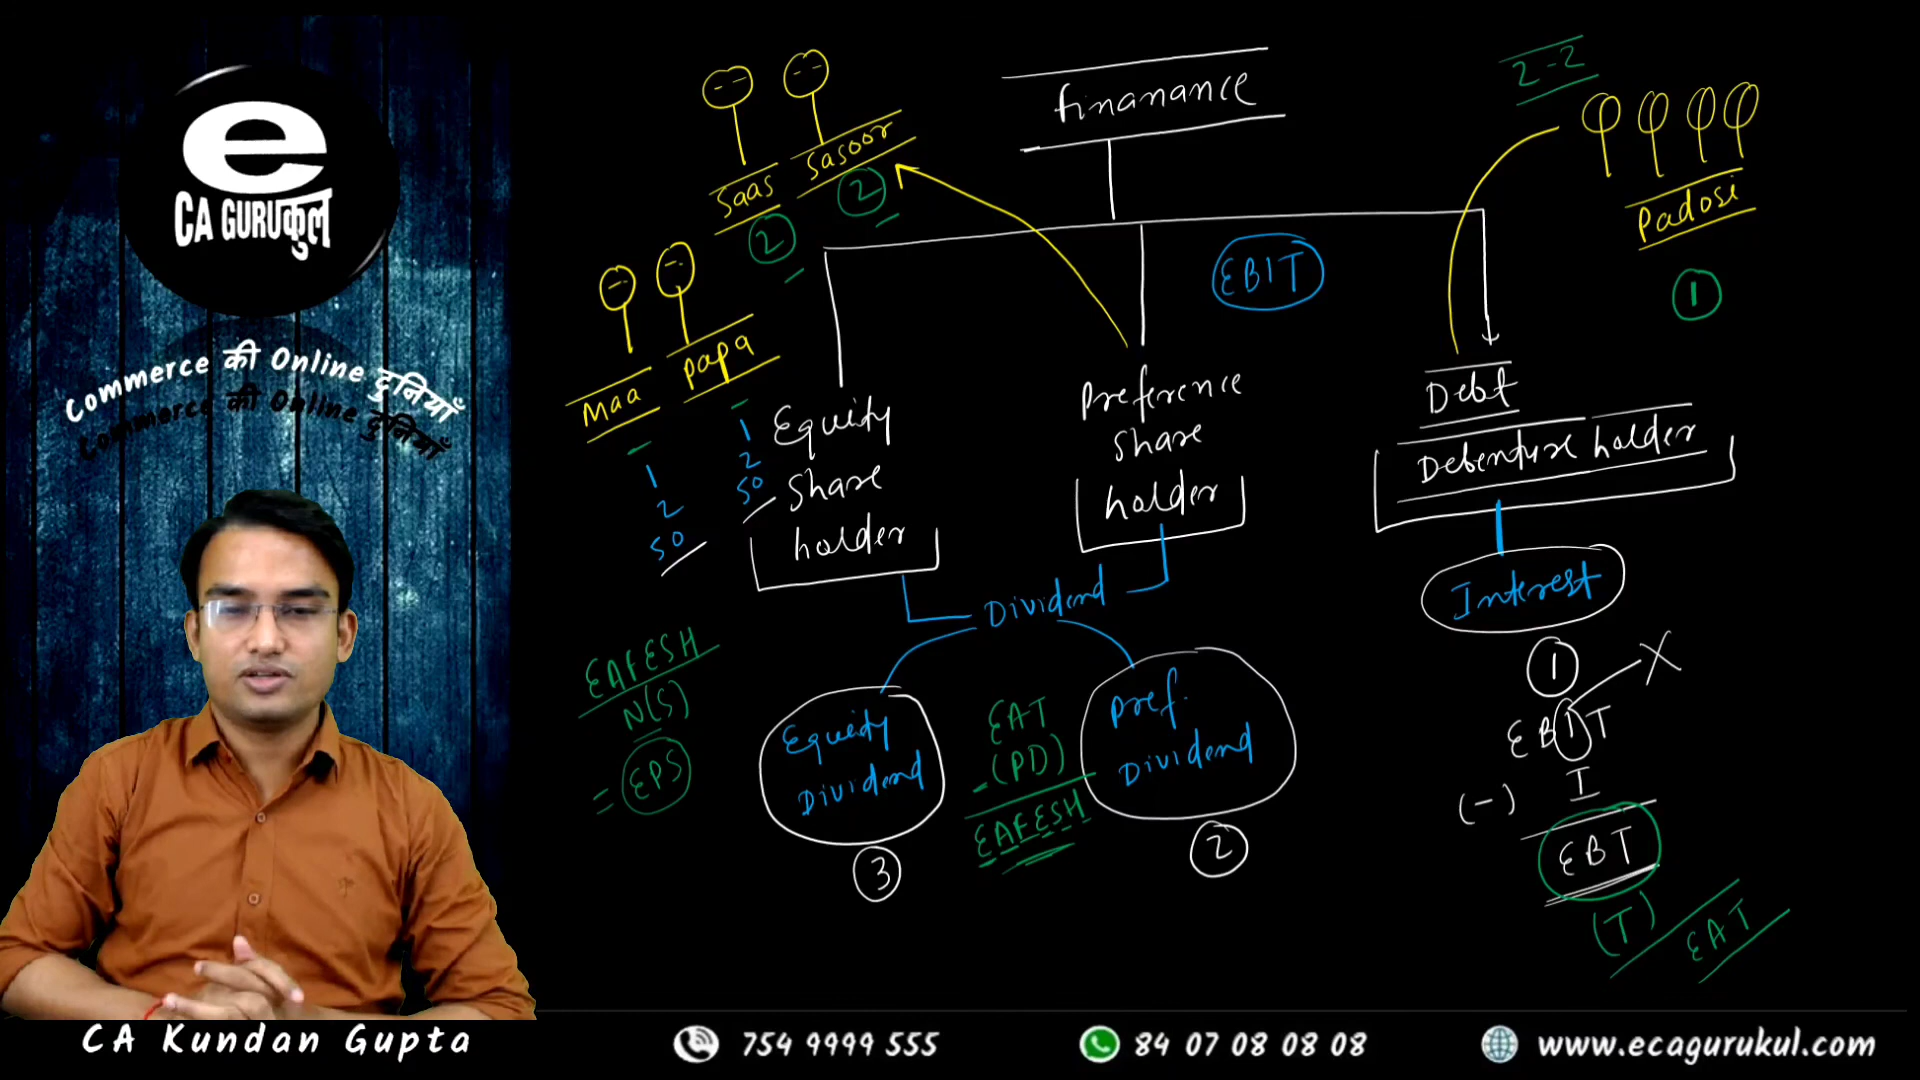 e
CA GURUकुल
Commerce की Online दुनियाँ
Commerce की Online दुनियाँ
finanance
2-2
Saas
Sasoor
2
2
Padosi
1
EBIT
Maa
papa
1
2
50
1
2
50
Equity
Share
holder
Preference
Share
holder
Debt
Debenture holder
Dividend
Interest
1
X
EBIT
(-) I
EBT
(T)
EAT
Equity
Dividend
3
Pref.
Dividend
2
EAT
- (PD)
EAFESH
EAFESH
N(S)
= EPS
CA Kundan Gupta
754 9999 555
84 07 08 08 08
www.ecagurukul.com